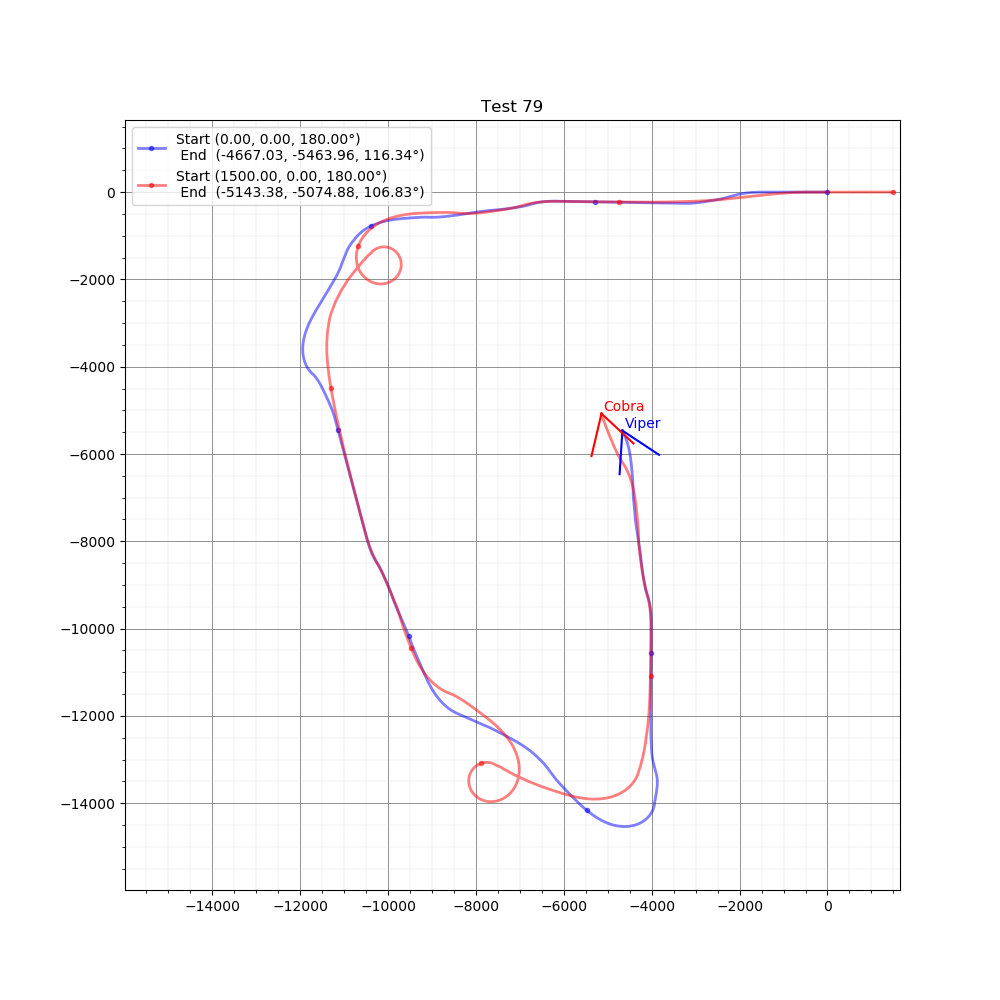 Test 79
Start (0.00, 0.00, 180.00°)
End (-4667.03, -5463.96, 116.34°)
Start (1500.00, 0.00, 180.00°)
End (-5143.38, -5074.88, 106.83°)
0
−2000
−4000
−6000
−8000
−10000
−12000
−14000
Cobra
Viper
−14000 −12000 −10000 −8000 −6000 −4000 −2000 0